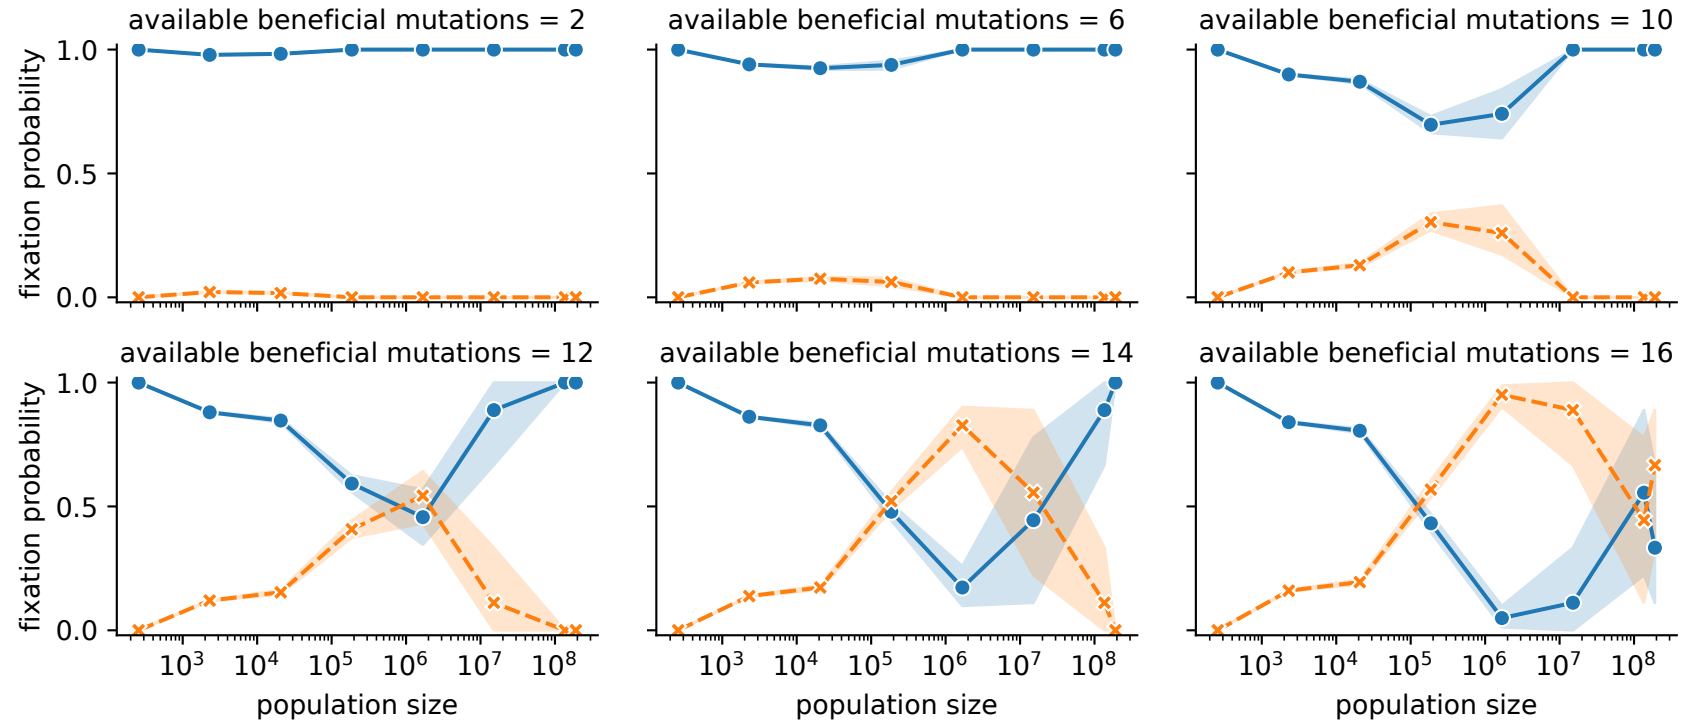 available beneficial mutations = 2
available beneficial mutations = 6
available beneficial mutations = 10
fixation probability
1.0
0.5
0.0
available beneficial mutations = 12
available beneficial mutations = 14
available beneficial mutations = 16
fixation probability
1.0
0.5
0.0
10³ 10⁴ 10⁵ 10⁶ 10⁷ 10⁸
10³ 10⁴ 10⁵ 10⁶ 10⁷ 10⁸
10³ 10⁴ 10⁵ 10⁶ 10⁷ 10⁸
population size
population size
population size